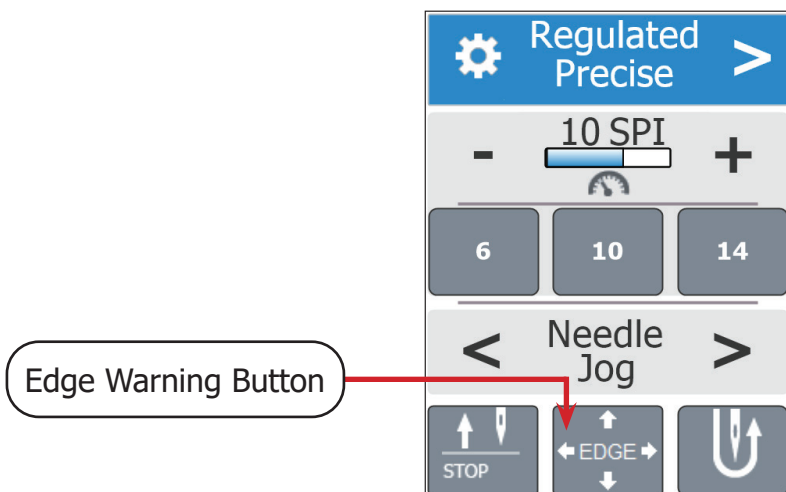 Regulated
Precise
>
- 10 SPI +
6 10 14
< Needle >
Jog
Edge Warning Button
STOP
EDGE